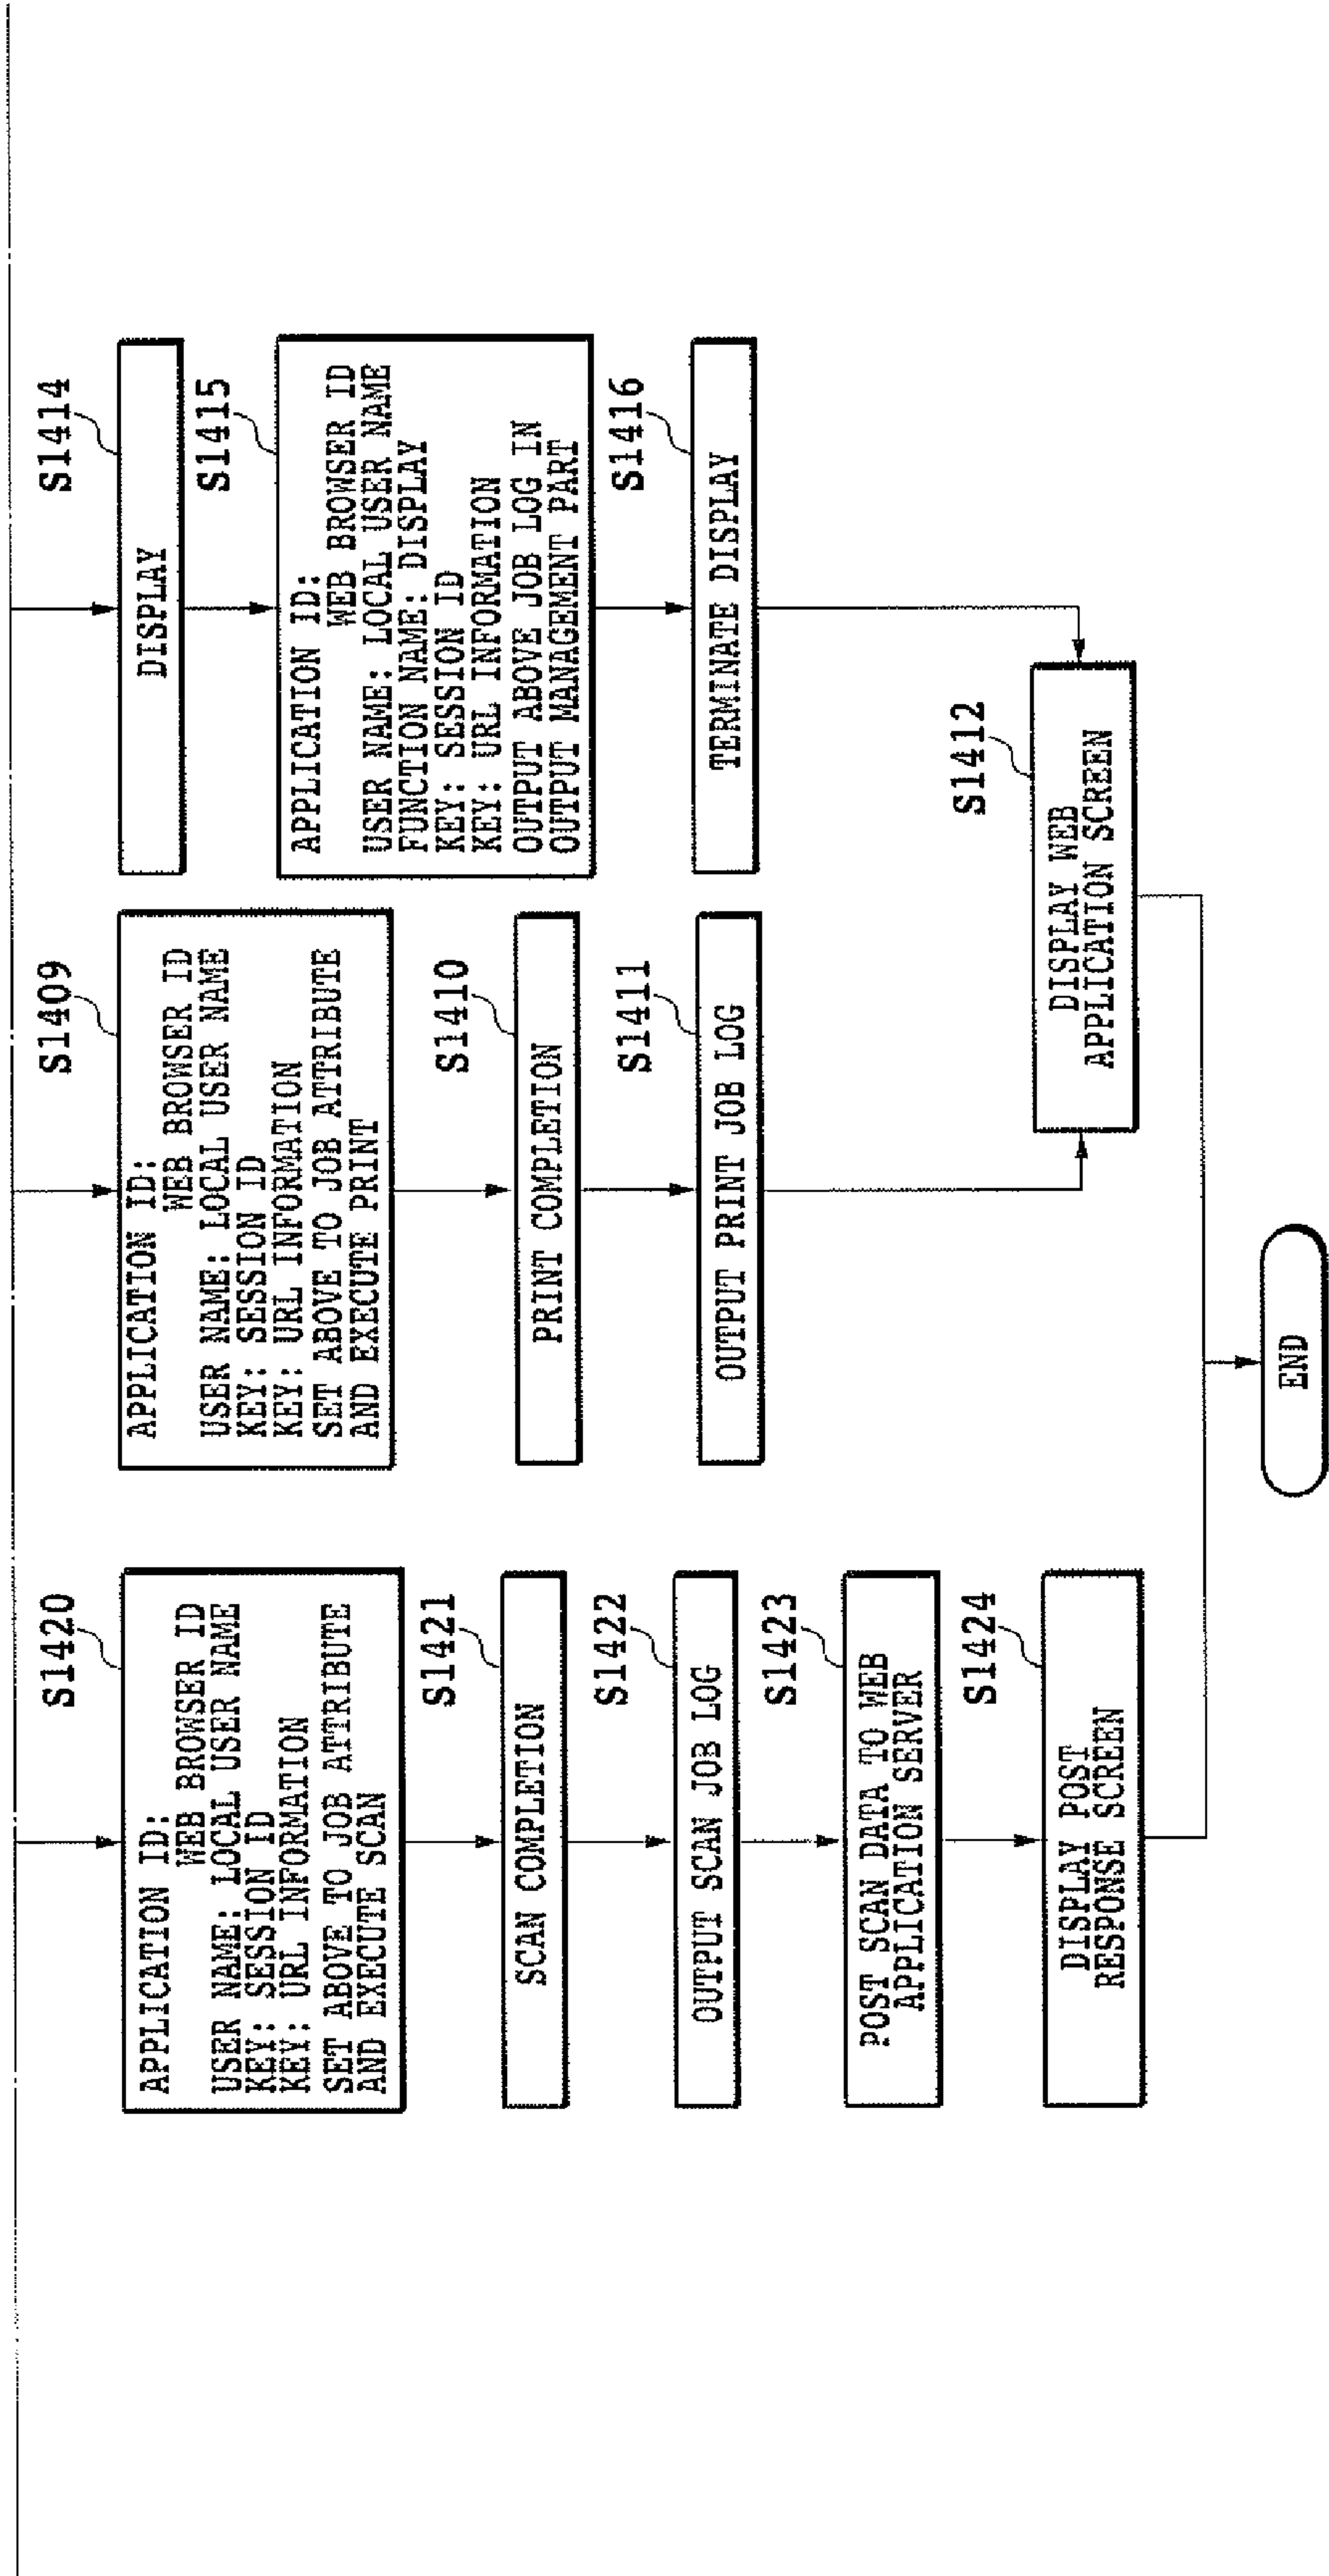 S1420
APPLICATION ID:
WEB BROWSER ID
USER NAME: LOCAL USER NAME
KEY: SESSION ID
KEY: URL INFORMATION
SET ABOVE TO JOB ATTRIBUTE
AND EXECUTE SCAN
S1421
SCAN COMPLETION
S1422
OUTPUT SCAN JOB LOG
S1423
POST SCAN DATA TO WEB
APPLICATION SERVER
S1424
DISPLAY POST
RESPONSE SCREEN
S1409
APPLICATION ID:
WEB BROWSER ID
USER NAME: LOCAL USER NAME
KEY: SESSION ID
KEY: URL INFORMATION
SET ABOVE TO JOB ATTRIBUTE
AND EXECUTE PRINT
S1410
PRINT COMPLETION
S1411
OUTPUT PRINT JOB LOG
S1414
DISPLAY
S1415
APPLICATION ID:
WEB BROWSER ID
USER NAME: LOCAL USER NAME
FUNCTION NAME: DISPLAY
KEY: SESSION ID
KEY: URL INFORMATION
OUTPUT ABOVE JOB LOG IN
OUTPUT MANAGEMENT PART
S1416
TERMINATE DISPLAY
S1412
DISPLAY WEB
APPLICATION SCREEN
END